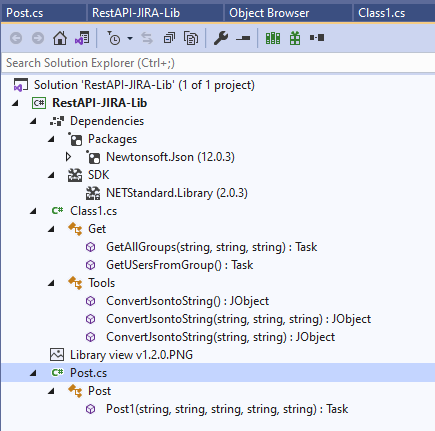 Post.cs RestAPI-JIRA-Lib Object Browser Class1.cs
Search Solution Explorer (Ctrl+;)
Solution 'RestAPI-JIRA-Lib' (1 of 1 project)
C# RestAPI-JIRA-Lib
Dependencies
Packages
Newtonsoft.Json (12.0.3)
SDK
NETStandard.Library (2.0.3)
C# Class1.cs
Get
GetAllGroups(string, string, string) : Task
GetUSersFromGroup() : Task
Tools
ConvertJsontoString() : JObject
ConvertJsontoString(string, string, string) : JObject
ConvertJsontoString(string, string) : JObject
Library view v1.2.0.PNG
C# Post.cs
Post
Post1(string, string, string, string, string) : Task